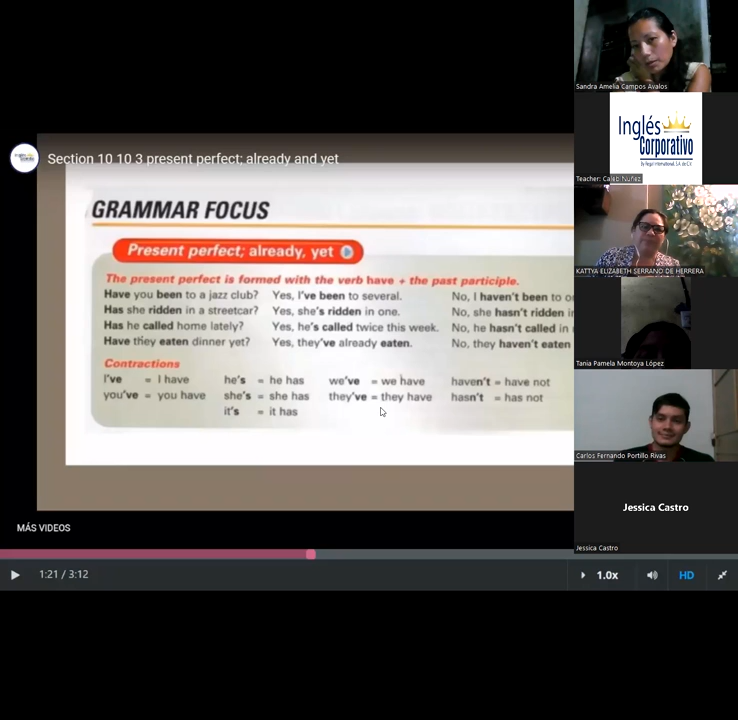 Section 10 10 3 present perfect; already and yet
GRAMMAR FOCUS
Present perfect; already, yet
The present perfect is formed with the verb have + the past participle.
Have you been to a jazz club? Yes, I've been to several. No, I haven't been to
Has she ridden in a streetcar? Yes, she's ridden in one. No, she hasn't ridden
Has he called home lately? Yes, he's called twice this week. No, he hasn't called in
Have they eaten dinner yet? Yes, they've already eaten. No, they haven't eaten
Contractions
I've = I have he's = he has we've = we have haven't = have not
you've = you have she's = she has they've = they have hasn't = has not
it's = it has
MÁS VIDEOS
1:21 / 3:12
1.0x
HD
Sandra Amelia Campos Avalos
Inglés
Corporativo
Teacher: Caleb Nuñez
KATTYA ELIZABETH SERRANO DE HERRERA
Tania Pamela Montoya López
Carlos Fernando Portillo Rivas
Jessica Castro
Jessica Castro